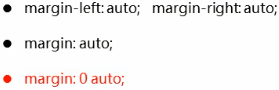 ● margin-left: auto;   margin-right: auto;
● margin: auto;
● margin: 0 auto;